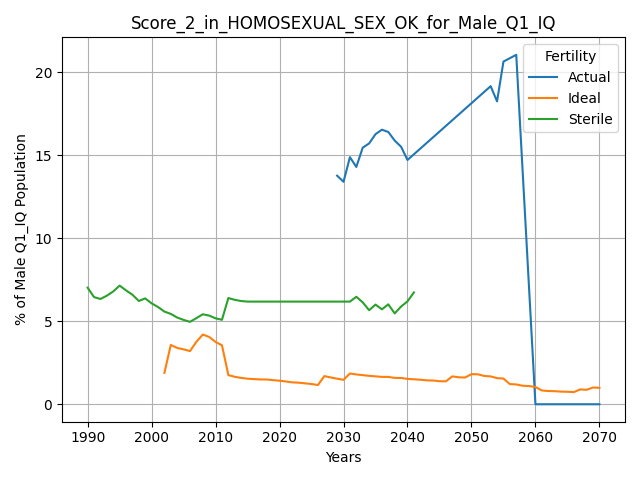 Score_2_in_HOMOSEXUAL_SEX_OK_for_Male_Q1_IQ
Fertility
Actual
Ideal
Sterile
% of Male Q1_IQ Population
20
15
10
5
0
1990 2000 2010 2020 2030 2040 2050 2060 2070
Years